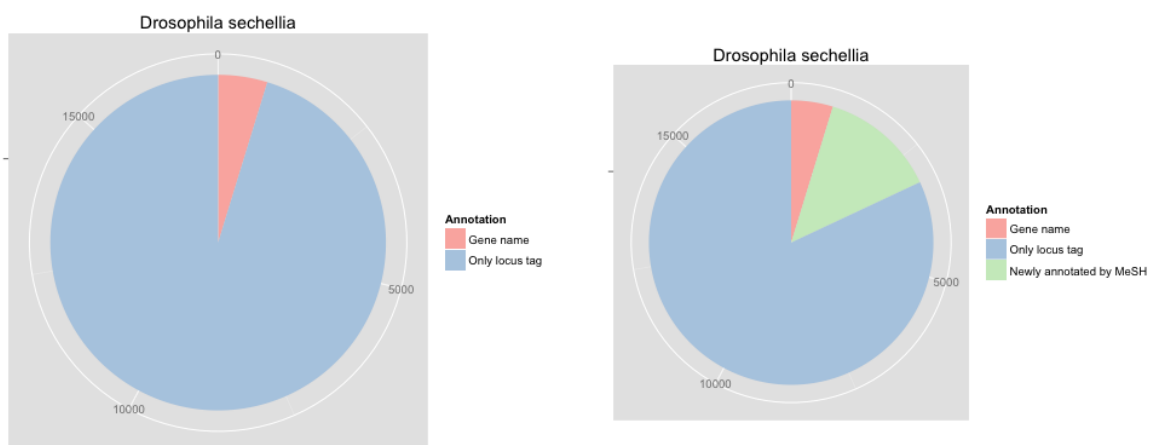 Drosophila sechellia
0
15000
5000
10000
Annotation
Gene name
Only locus tag
Drosophila sechellia
0
15000
5000
10000
Annotation
Gene name
Only locus tag
Newly annotated by MeSH